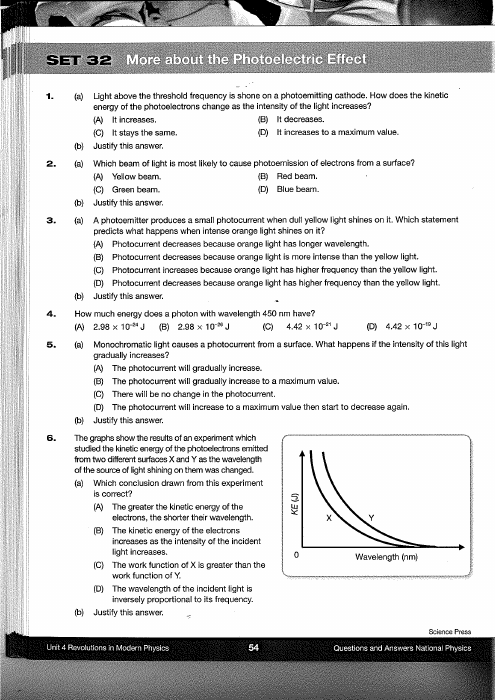 SET 32 More about the Photoelectric Effect
1. (a) Light above the threshold frequency is shone on a photoemitting cathode. How does the kinetic
energy of the photoelectrons change as the intensity of the light increases?
(A) It increases. (B) It decreases.
(C) It stays the same. (D) It increases to a maximum value.
(b) Justify this answer.
2. (a) Which beam of light is most likely to cause photoemission of electrons from a surface?
(A) Yellow beam. (B) Red beam.
(C) Green beam. (D) Blue beam.
(b) Justify this answer.
3. (a) A photoemitter produces a small photocurrent when dull yellow light shines on it. Which statement
predicts what happens when intense orange light shines on it?
(A) Photocurrent decreases because orange light has longer wavelength.
(B) Photocurrent decreases because orange light is more intense than the yellow light.
(C) Photocurrent increases because orange light has higher frequency than the yellow light.
(D) Photocurrent decreases because orange light has higher frequency than the yellow light.
(b) Justify this answer.
4. How much energy does a photon with wavelength 450 nm have?
(A) 2.98 × 10⁻²⁴ J (B) 2.98 × 10 J (C) 4.42 × 10⁻²¹ J (D) 4.42 × 10⁻¹⁹ J
5. (a) Monochromatic light causes a photocurrent from a surface. What happens if the intensity of this light
gradually increases?
(A) The photocurrent will gradually increase.
(B) The photocurrent will gradually increase to a maximum value.
(C) There will be no change in the photocurrent.
(D) The photocurrent will increase to a maximum value then start to decrease again.
(b) Justify this answer.
6. The graphs show the results of an experiment which
studied the kinetic energy of the photoelectrons emitted
from two different surfaces X and Y as the wavelength
of the source of light shining on them was changed.
(a) Which conclusion drawn from this experiment
is correct?
(A) The greater the kinetic energy of the
electrons, the shorter their wavelength.
(B) The kinetic energy of the electrons
increases as the intensity of the incident
light increases.
(C) The work function of X is greater than the
work function of Y.
(D) The wavelength of the incident light is
inversely proportional to its frequency.
(b) Justify this answer.
KE (J)
X Y
0 Wavelength (nm)
Science Press
Unit 4 Revolutions in Modern Physics 54 Questions and Answers National Physics